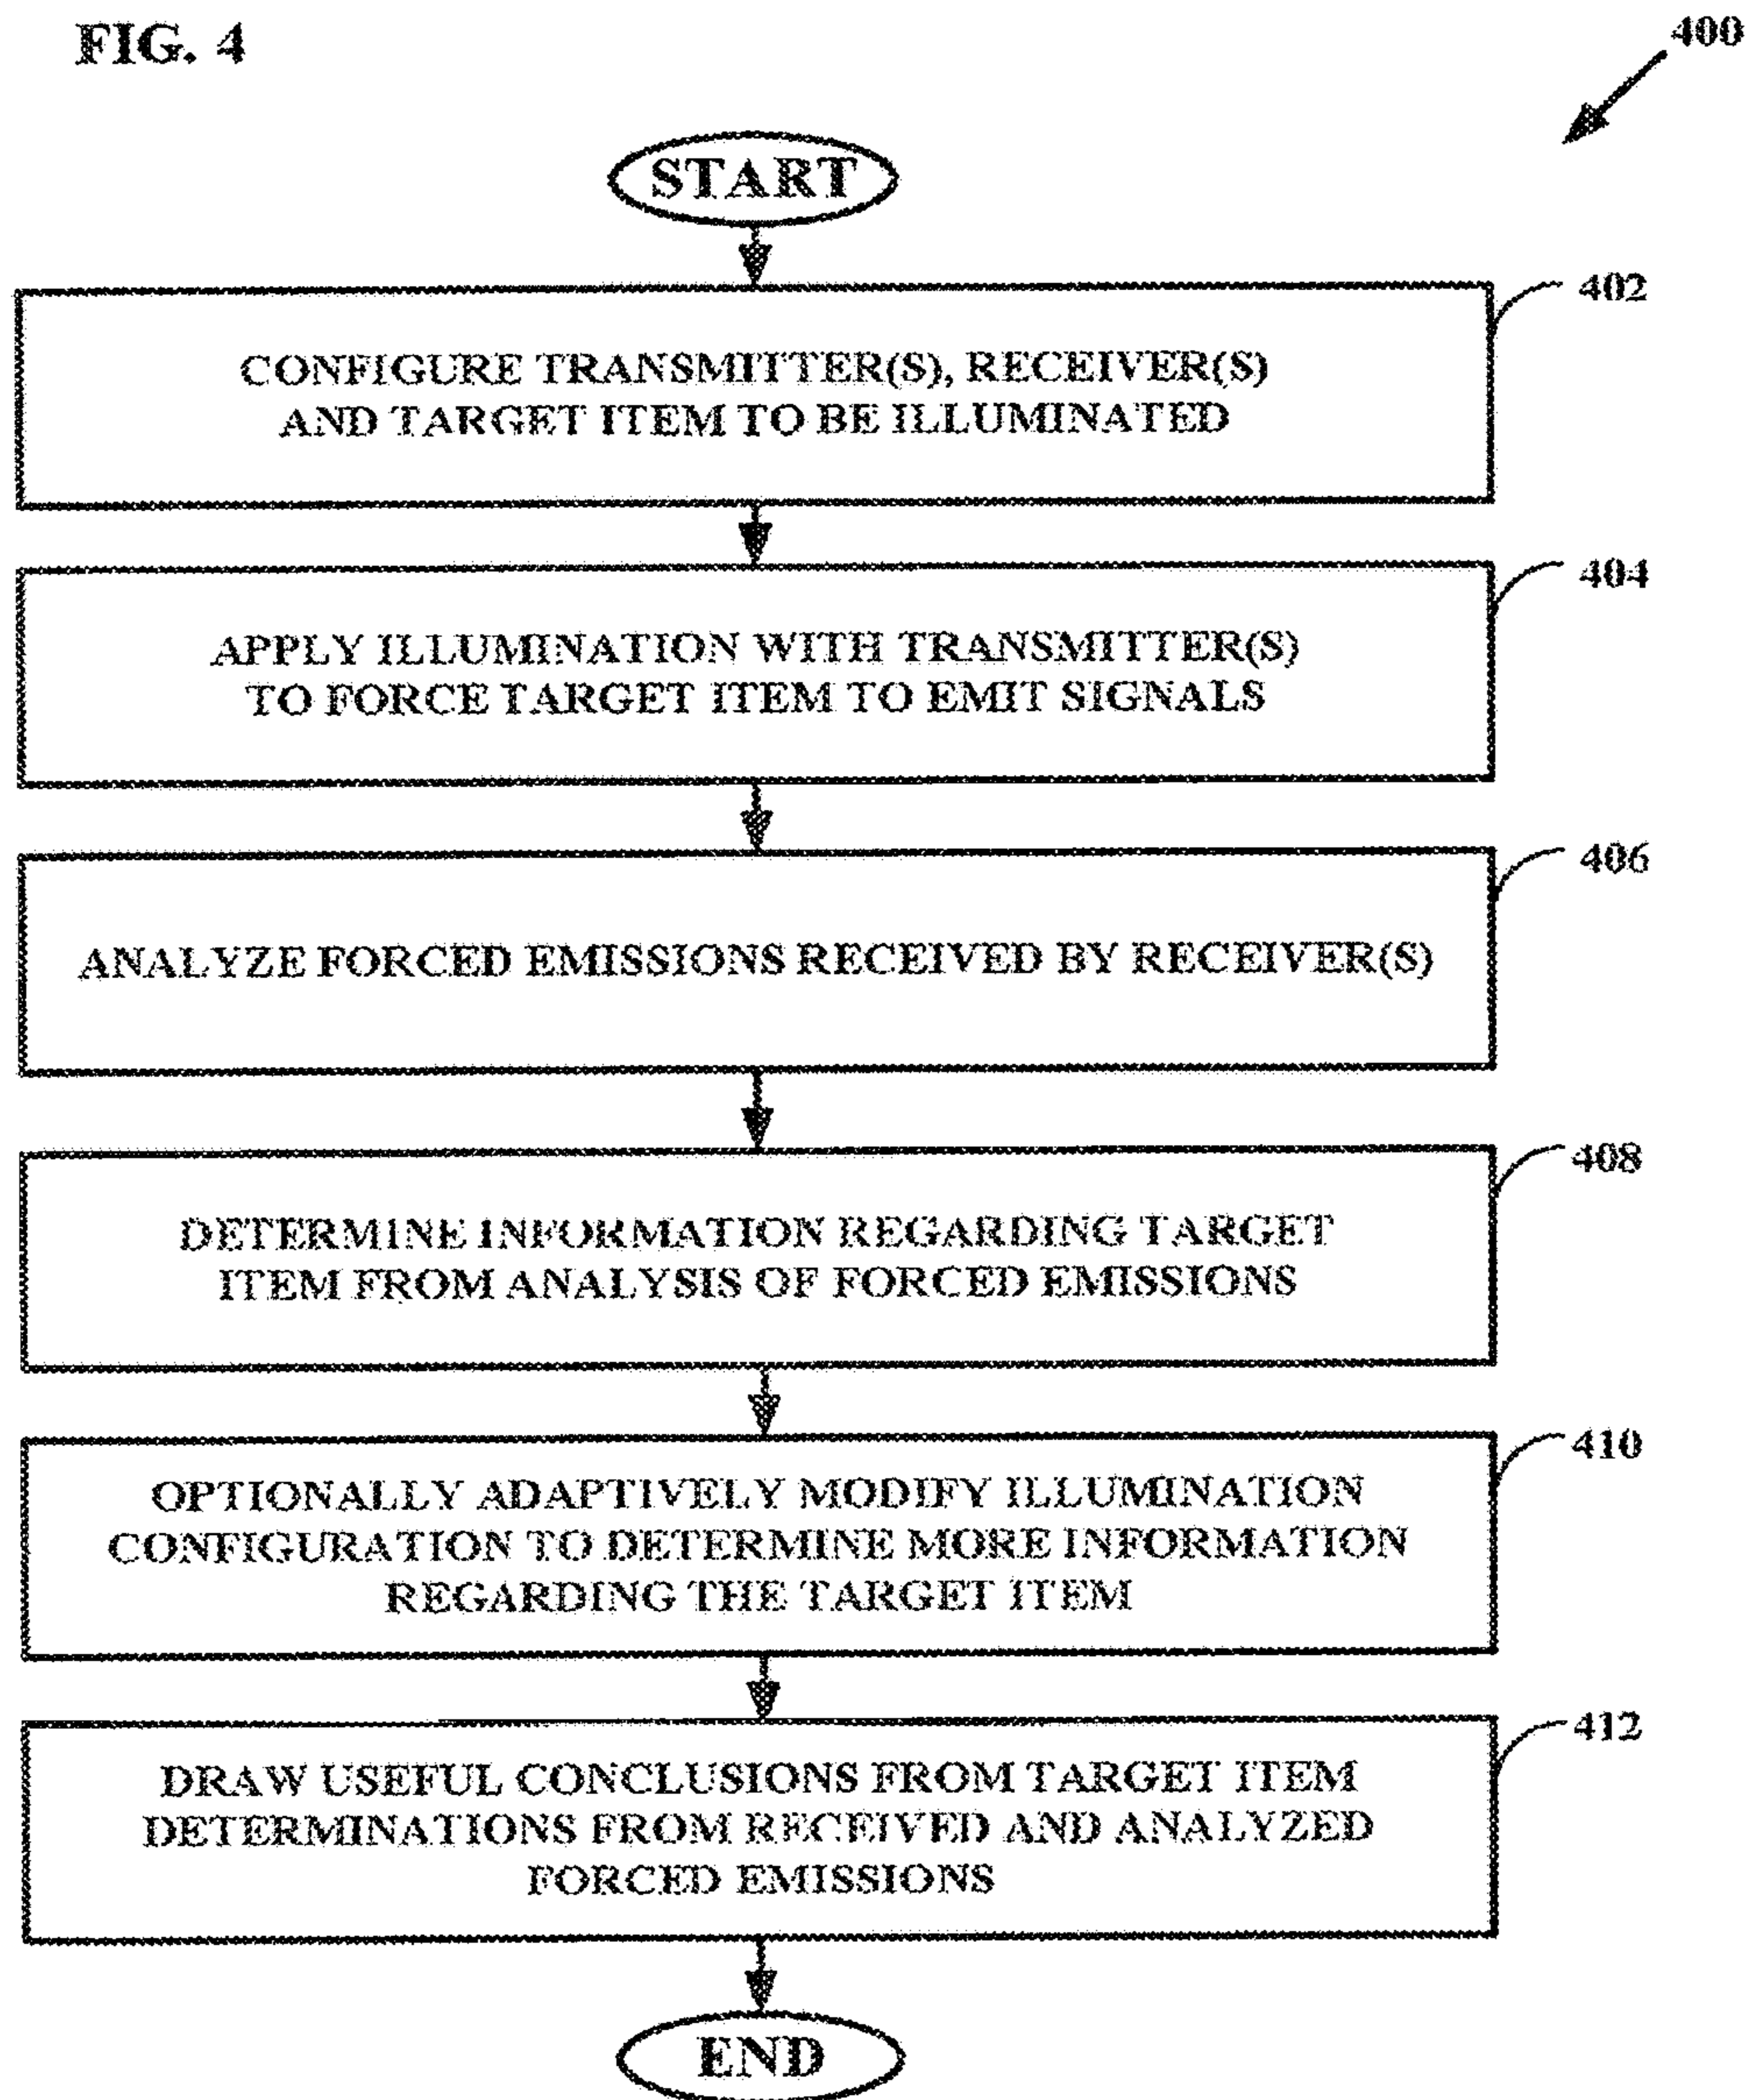 FIG. 4
400
START
402
CONFIGURE TRANSMITTER(S), RECEIVER(S)
AND TARGET ITEM TO BE ILLUMINATED
404
APPLY ILLUMINATION WITH TRANSMITTER(S)
TO FORCE TARGET ITEM TO EMIT SIGNALS
406
ANALYZE FORCED EMISSIONS RECEIVED BY RECEIVER(S)
408
DETERMINE INFORMATION REGARDING TARGET
ITEM FROM ANALYSIS OF FORCED EMISSIONS
410
OPTIONALLY ADAPTIVELY MODIFY ILLUMINATION
CONFIGURATION TO DETERMINE MORE INFORMATION
REGARDING THE TARGET ITEM
412
DRAW USEFUL CONCLUSIONS FROM TARGET ITEM
DETERMINATIONS FROM RECEIVED AND ANALYZED
FORCED EMISSIONS
END